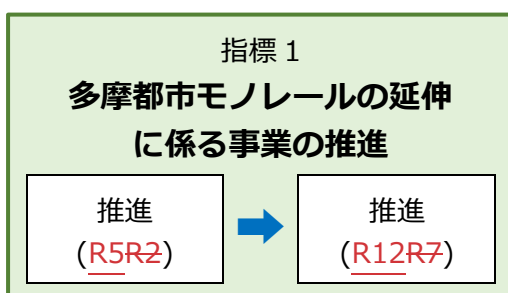 指標１
多摩都市モノレールの延伸
に係る事業の推進
推進
(R5R2)
推進
(R12R7)